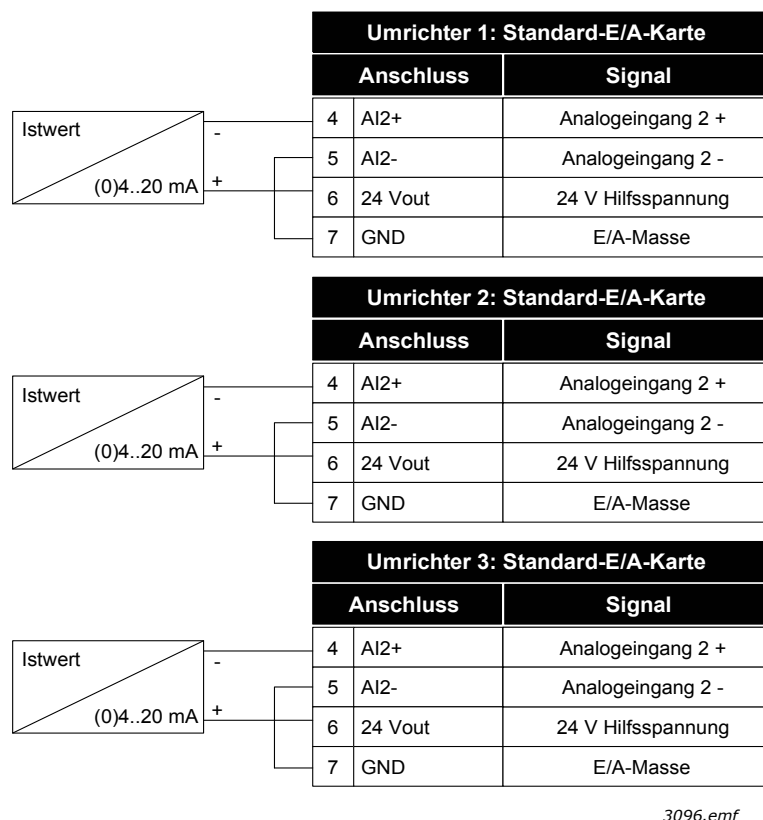 Umrichter 1: Standard-E/A-Karte
Anschluss Signal
Istwert
(0)4..20 mA
-
+
4 AI2+ Analogeingang 2 +
5 AI2- Analogeingang 2 -
6 24 Vout 24 V Hilfsspannung
7 GND E/A-Masse
Umrichter 2: Standard-E/A-Karte
Anschluss Signal
Istwert
(0)4..20 mA
-
+
4 AI2+ Analogeingang 2 +
5 AI2- Analogeingang 2 -
6 24 Vout 24 V Hilfsspannung
7 GND E/A-Masse
Umrichter 3: Standard-E/A-Karte
Anschluss Signal
Istwert
(0)4..20 mA
-
+
4 AI2+ Analogeingang 2 +
5 AI2- Analogeingang 2 -
6 24 Vout 24 V Hilfsspannung
7 GND E/A-Masse
3096.emf